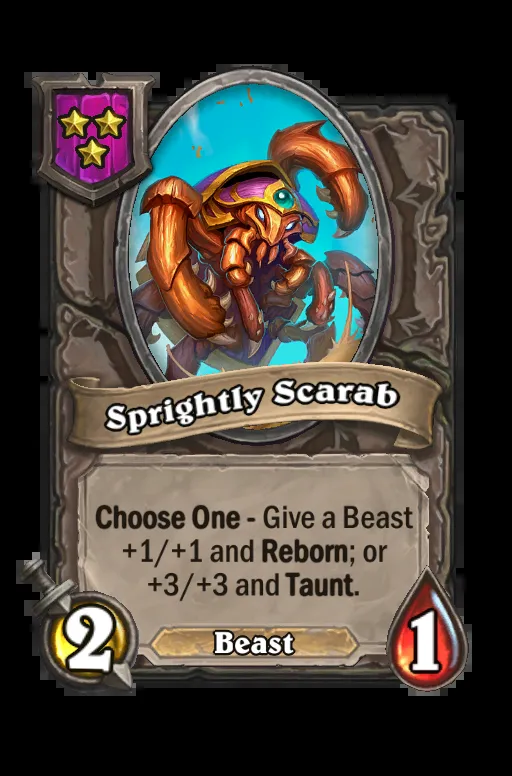 Sprightly Scarab
Choose One - Give a Beast
+1/+1 and Reborn; or
+3/+3 and Taunt.
2
Beast
1